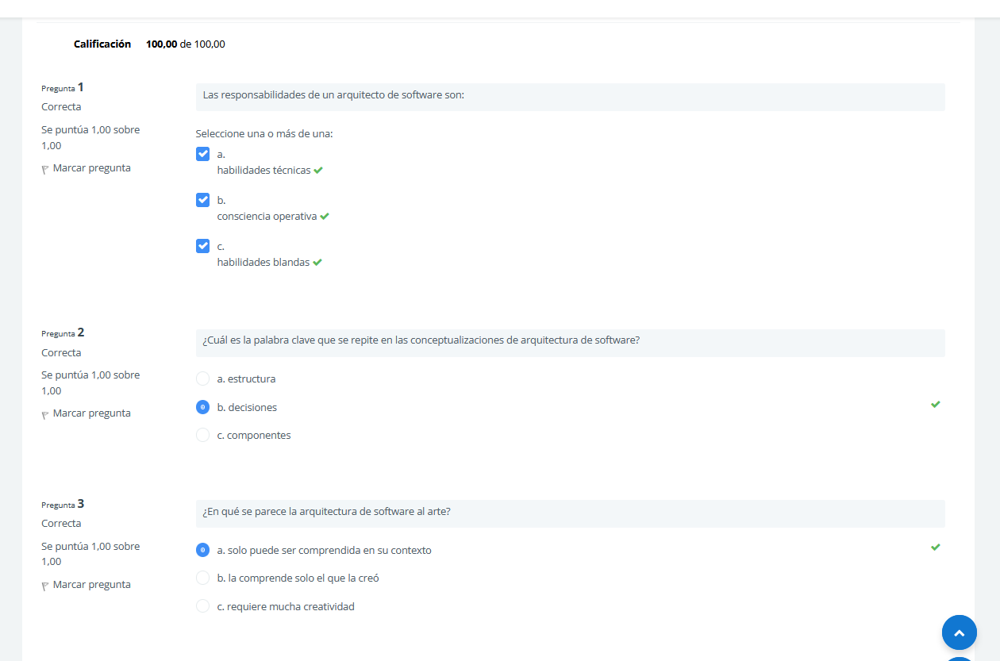 Calificación 100,00 de 100,00
Pregunta 1
Correcta
Se puntúa 1,00 sobre
1,00
Marcar pregunta
Las responsabilidades de un arquitecto de software son:
Seleccione una o más de una:
a.
habilidades técnicas
b.
consciencia operativa
c.
habilidades blandas
Pregunta 2
Correcta
Se puntúa 1,00 sobre
1,00
Marcar pregunta
¿Cuál es la palabra clave que se repite en las conceptualizaciones de arquitectura de software?
a. estructura
b. decisiones
c. componentes
Pregunta 3
Correcta
Se puntúa 1,00 sobre
1,00
Marcar pregunta
¿En qué se parece la arquitectura de software al arte?
a. solo puede ser comprendida en su contexto
b. la comprende solo el que la creó
c. requiere mucha creatividad